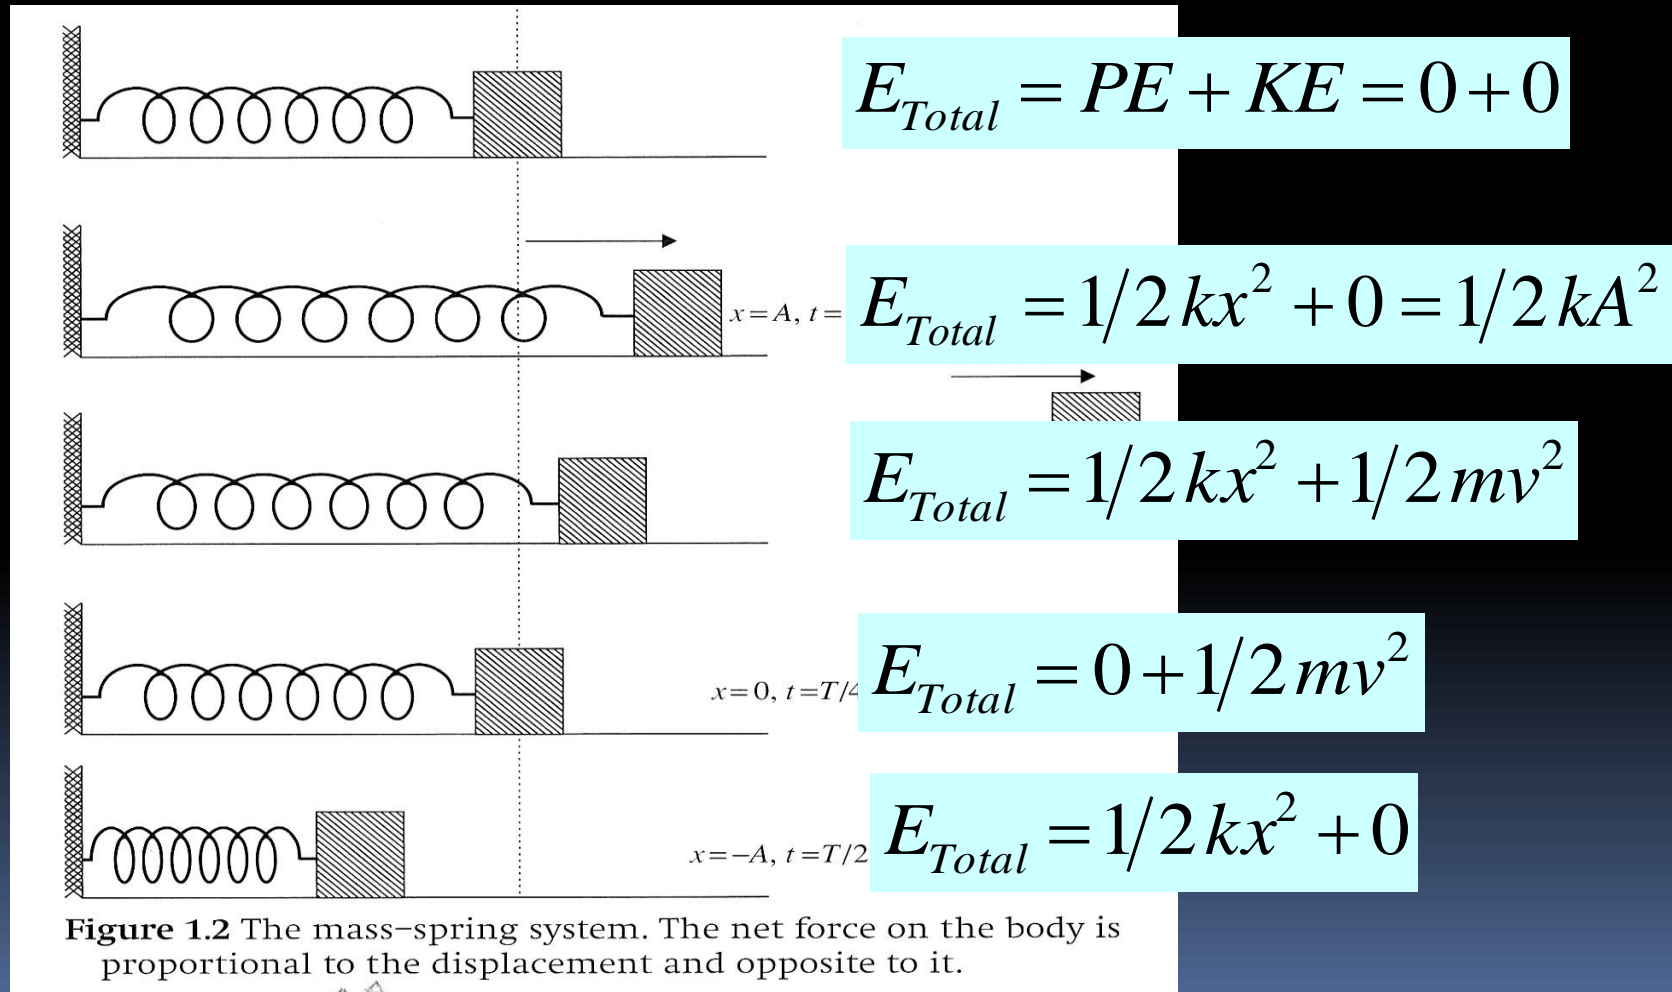 E_Total = PE + KE = 0 + 0
x=A, t= E_Total = 1/2 kx² + 0 = 1/2 kA²
E_Total = 1/2 kx² + 1/2 mv²
x=0, t=T/4 E_Total = 0 + 1/2 mv²
x=−A, t=T/2 E_Total = 1/2 kx² + 0
Figure 1.2 The mass–spring system. The net force on the body is
proportional to the displacement and opposite to it.